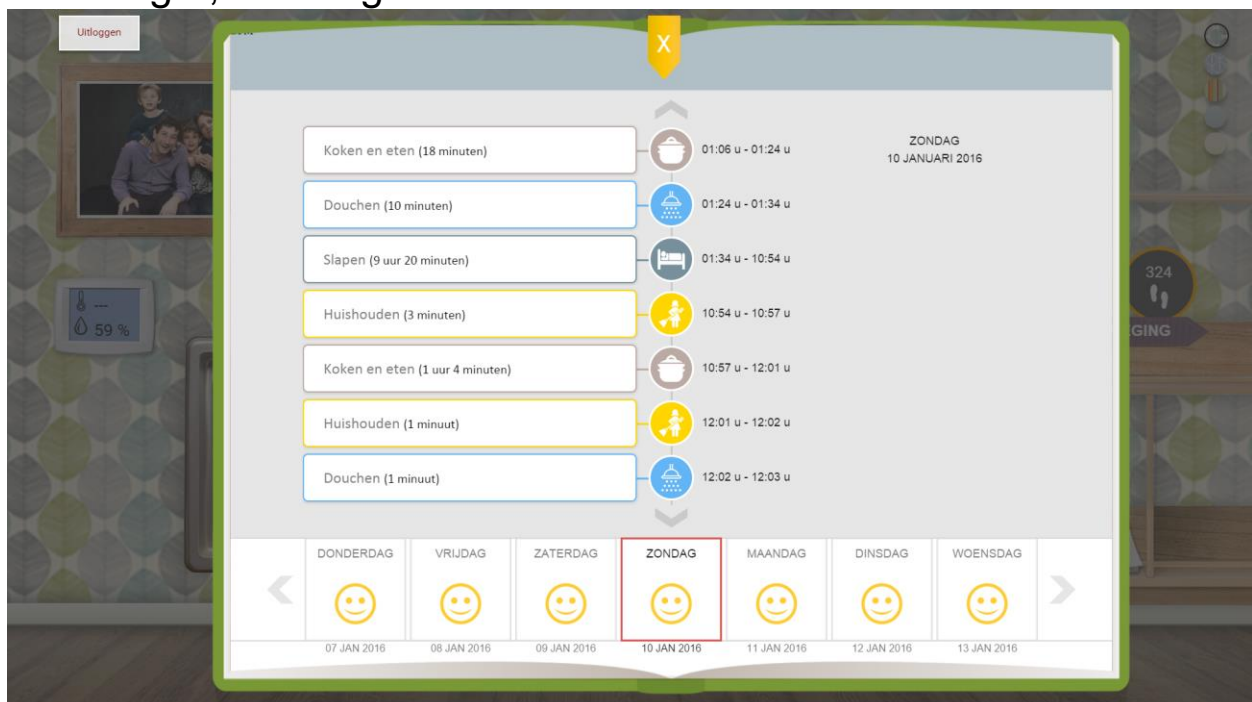 Uitloggen
X
Koken en eten (18 minuten)
01:06 u - 01:24 u
ZONDAG
10 JANUARI 2016
Douchen (10 minuten)
01:24 u - 01:34 u
Slapen (9 uur 20 minuten)
01:34 u - 10:54 u
Huishouden (3 minuten)
10:54 u - 10:57 u
Koken en eten (1 uur 4 minuten)
10:57 u - 12:01 u
Huishouden (1 minuut)
12:01 u - 12:02 u
Douchen (1 minuut)
12:02 u - 12:03 u
---
59 %
324
GING
DONDERDAG VRIJDAG ZATERDAG ZONDAG MAANDAG DINSDAG WOENSDAG
07 JAN 2016 08 JAN 2016 09 JAN 2016 10 JAN 2016 11 JAN 2016 12 JAN 2016 13 JAN 2016